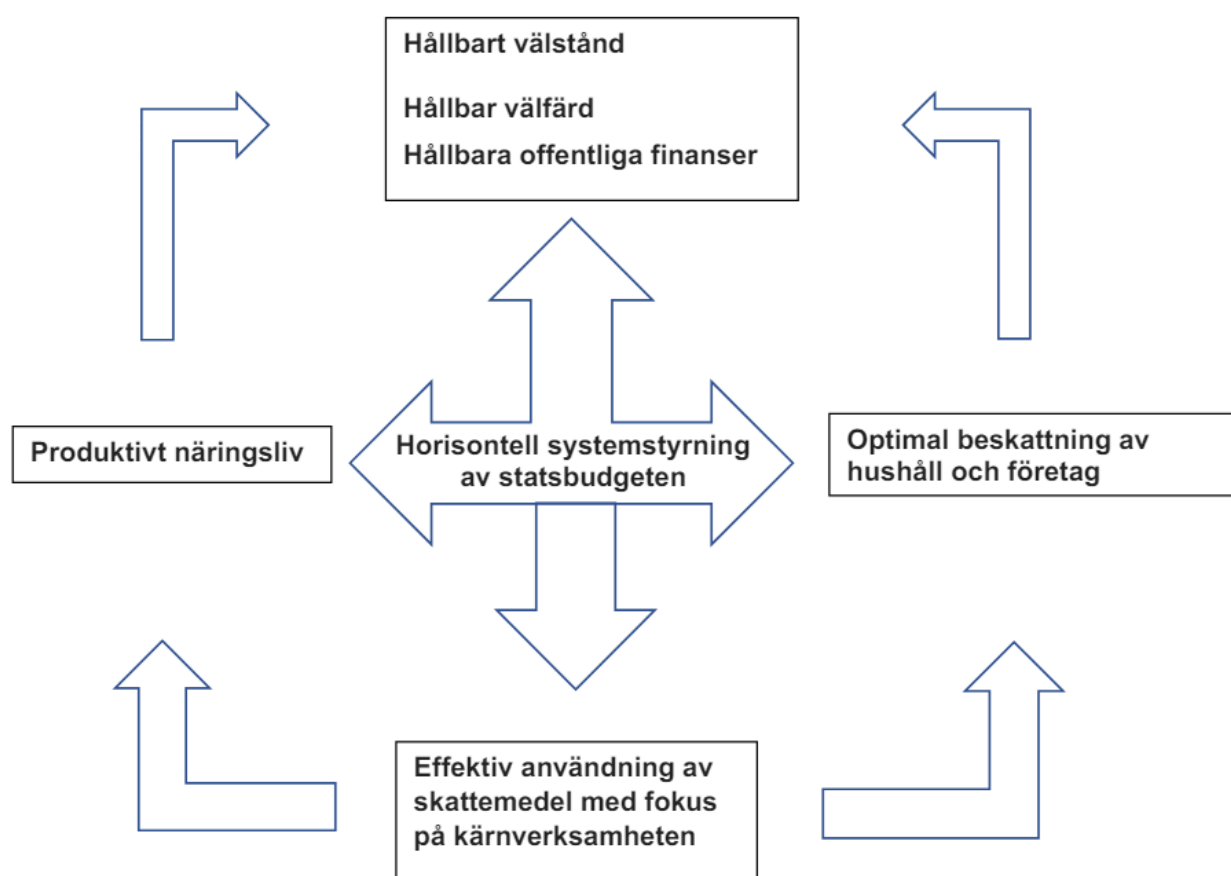 Hållbart välstånd
Hållbar välfärd
Hållbara offentliga finanser
Produktivt näringsliv
Horisontell systemstyrning
av statsbudgeten
Optimal beskattning av
hushåll och företag
Effektiv användning av
skattemedel med fokus
på kärnverksamheten